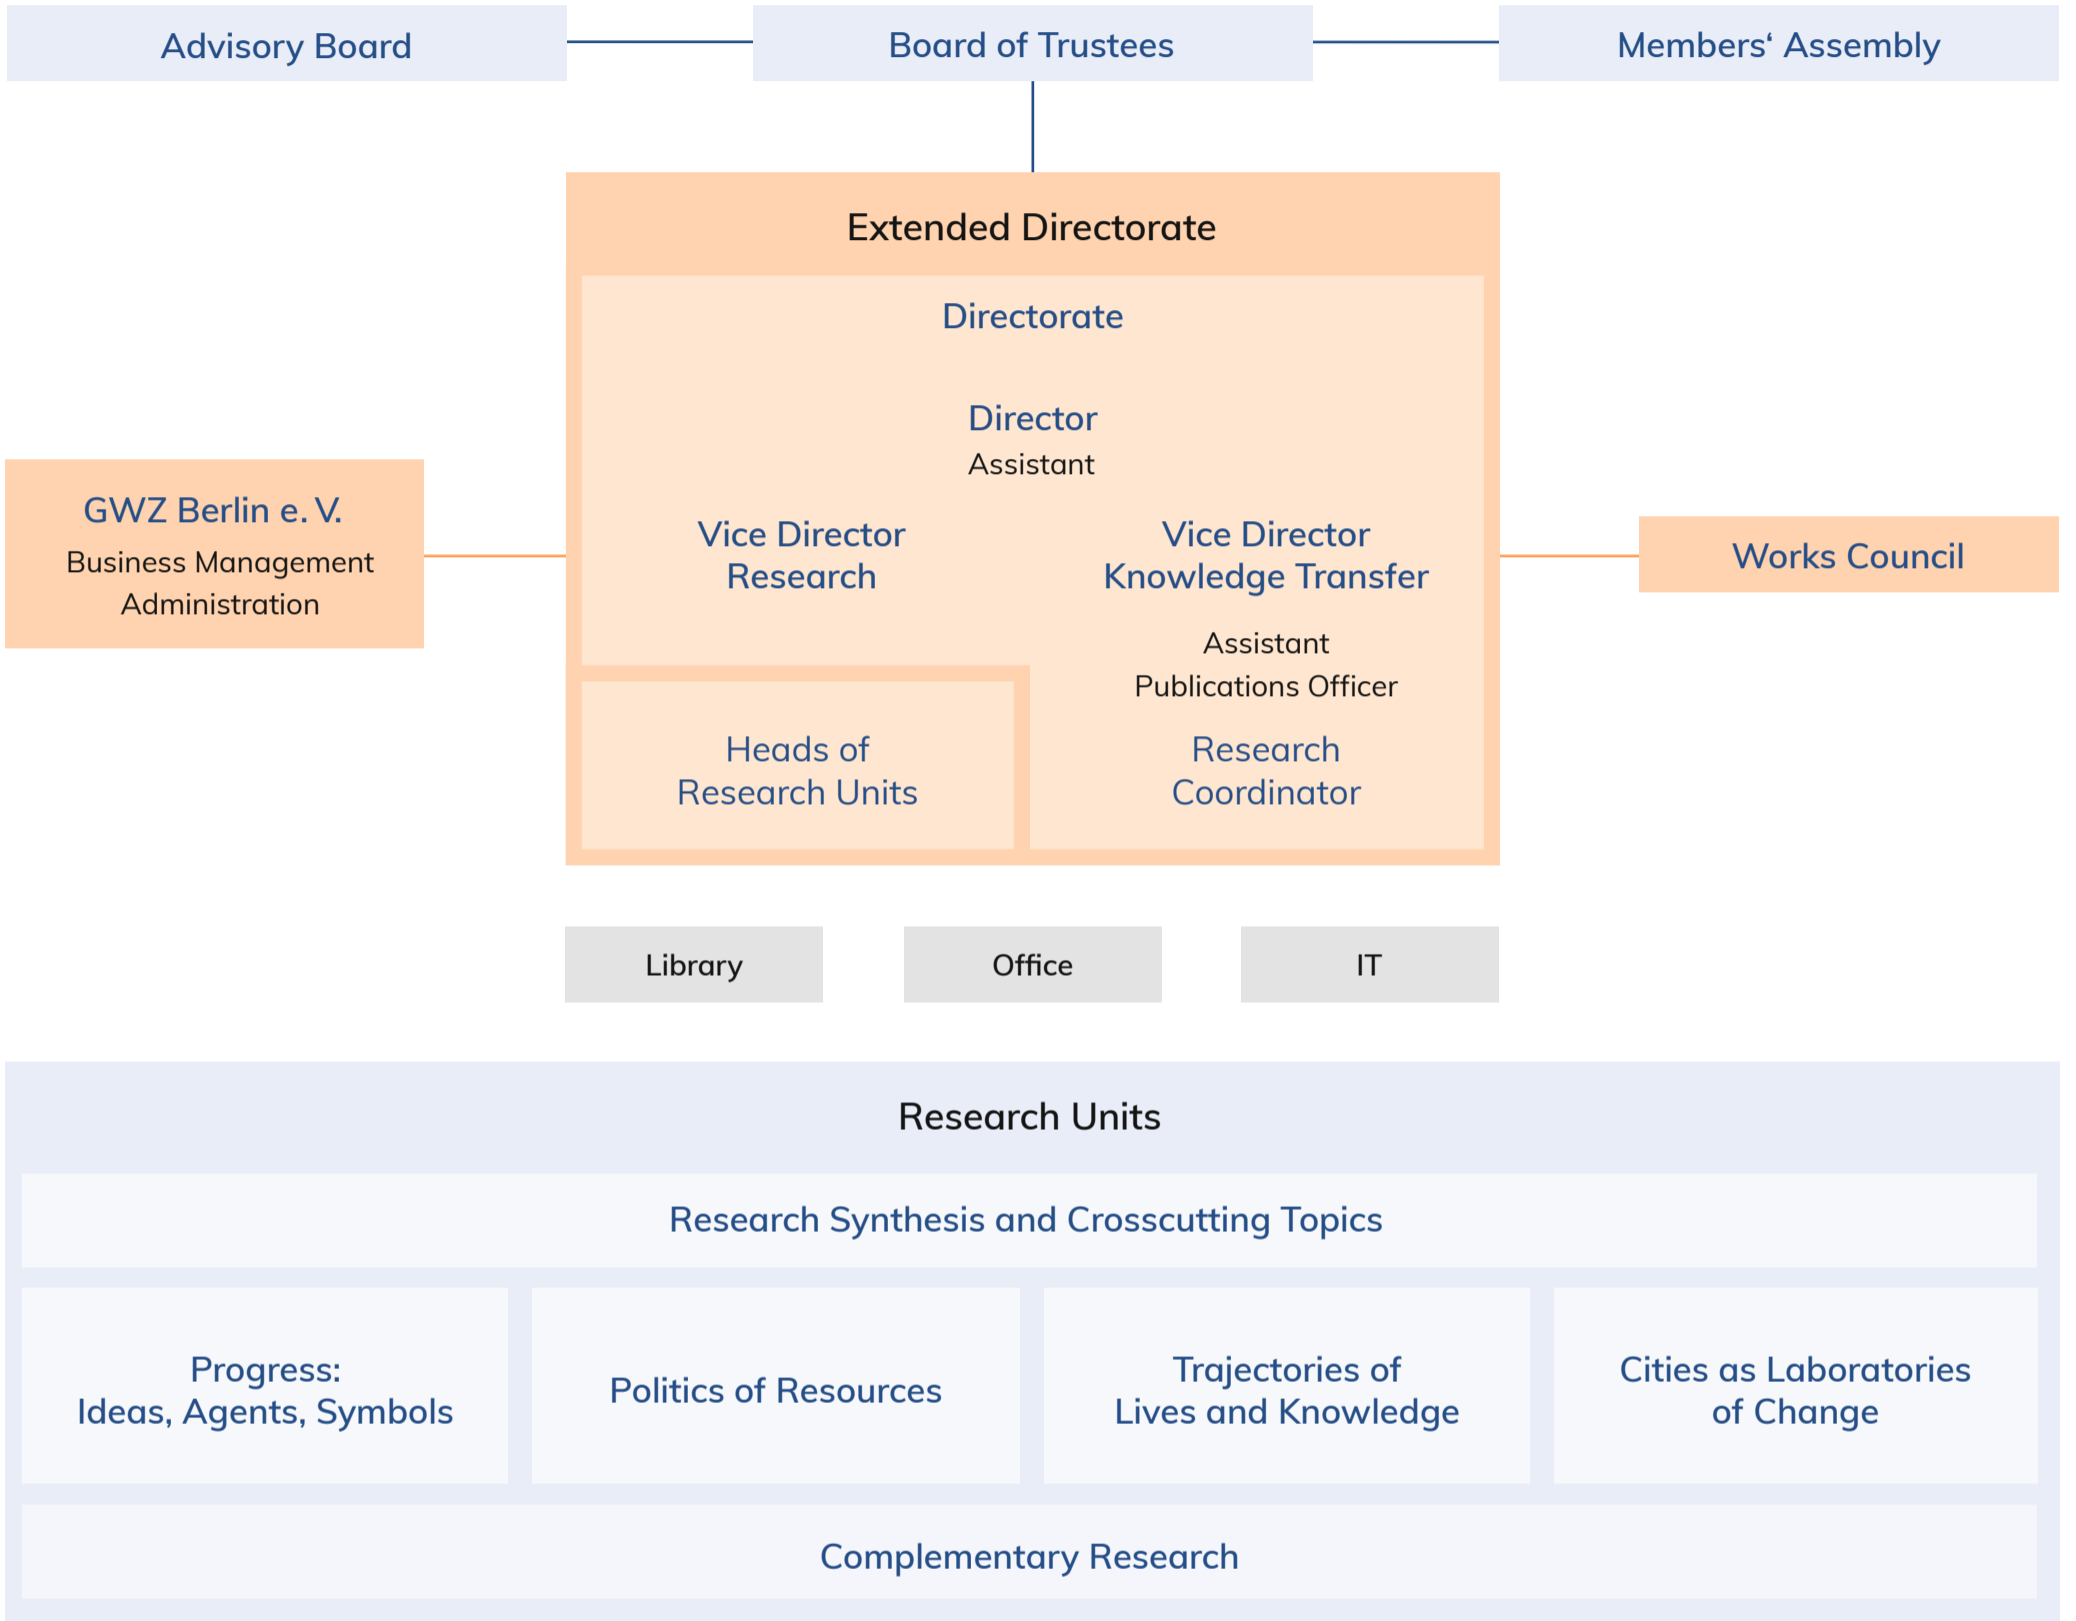 Advisory Board
Board of Trustees
Members‘ Assembly
Extended Directorate
Directorate
Director
Assistant
Vice Director
Research
Vice Director
Knowledge Transfer
Assistant
Publications Officer
Heads of
Research Units
Research
Coordinator
GWZ Berlin e. V.
Business Management
Administration
Works Council
Library
Office
IT
Research Units
Research Synthesis and Crosscutting Topics
Progress:
Ideas, Agents, Symbols
Politics of Resources
Trajectories of
Lives and Knowledge
Cities as Laboratories
of Change
Complementary Research